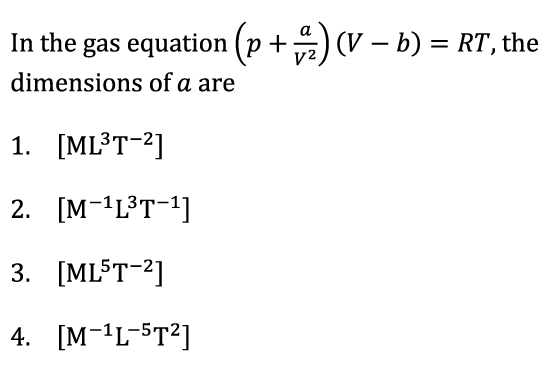 In the gas equation (p + a/V²) (V − b) = RT, the
dimensions of a are
1. [ML³T⁻²]
2. [M⁻¹L³T⁻¹]
3. [ML⁵T⁻²]
4. [M⁻¹L⁻⁵T²]